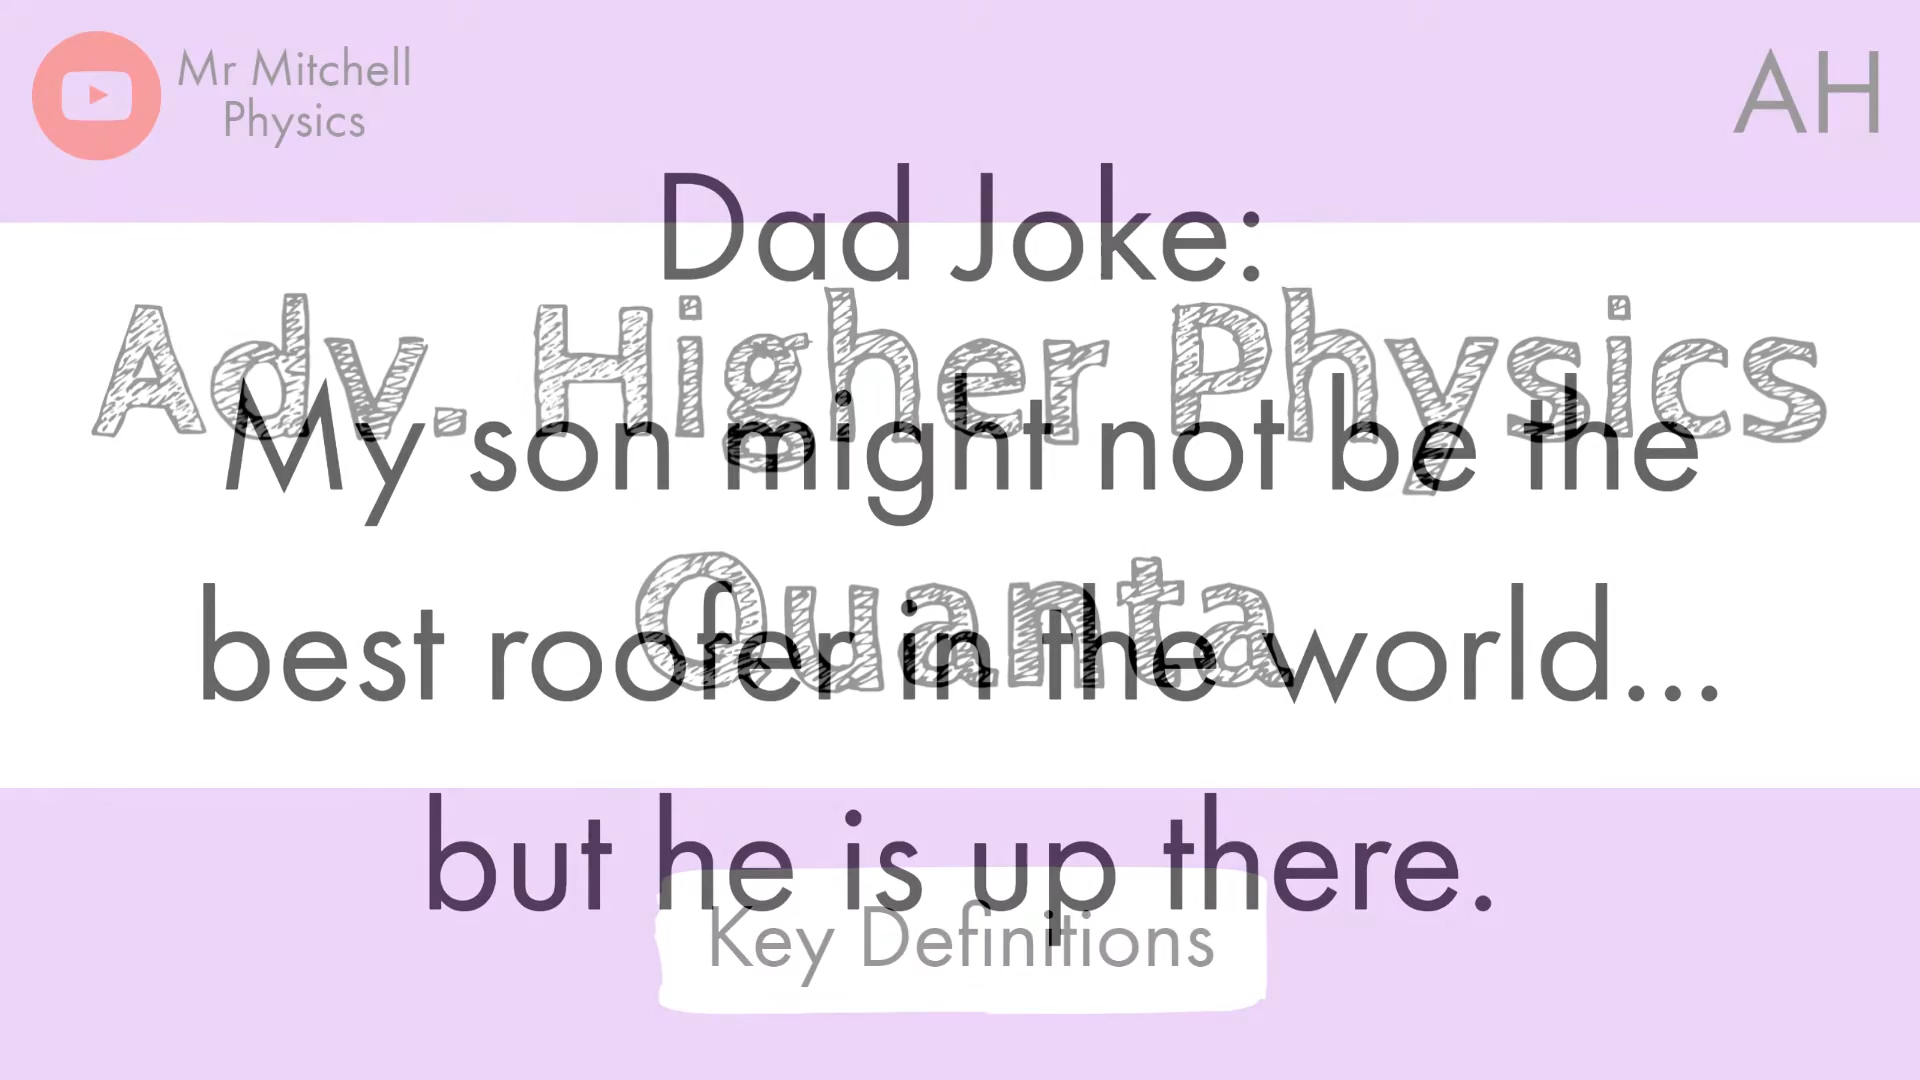 Mr Mitchell
Physics
AH
Dad Joke:
Adv. Higher Physics
My son might not be the
Quanta
best roofer in the world...
but he is up there.
Key Definitions